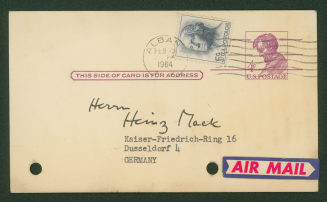 ALBA
1964
THIS SIDE OF CARD IS FOR ADDRESS
U.S. POSTAGE
Herrn
Heinz Mack
Kaiser-Friedrich-Ring 16
Dusseldorf 4
GERMANY
AIR MAIL